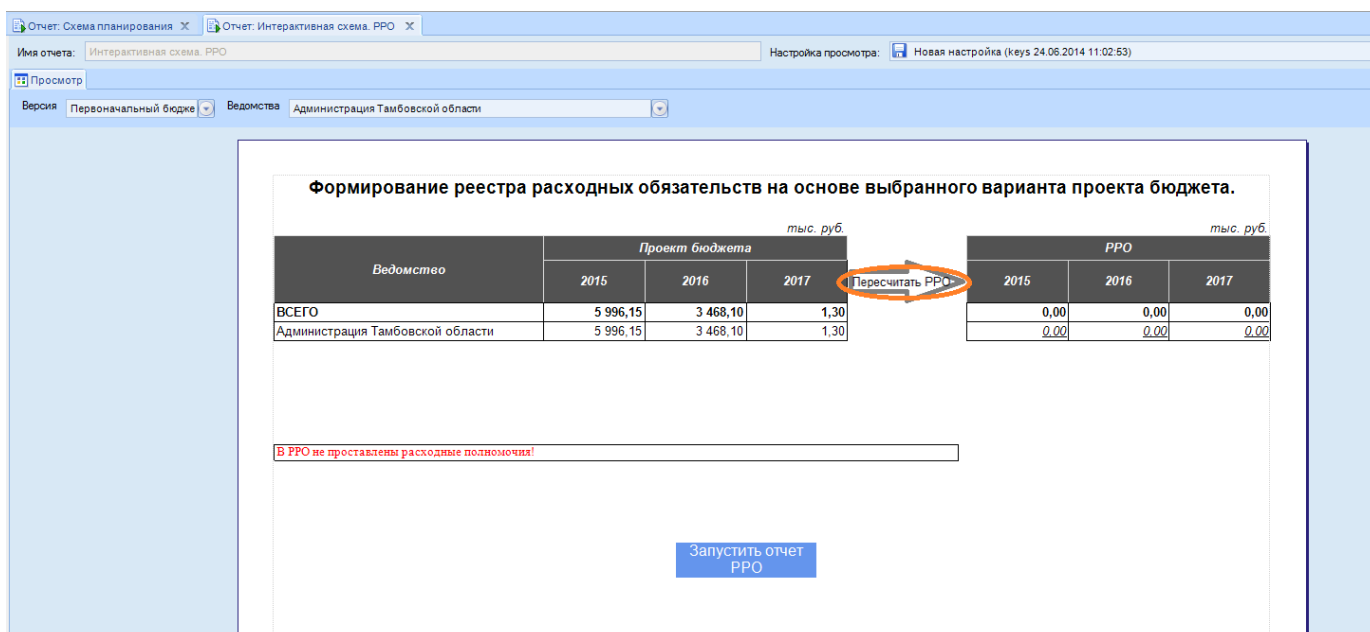 Отчет: Схема планирования X Отчет: Интерактивная схема. РРО X
Имя отчета: Интерактивная схема. РРО Настройка просмотра: Новая настройка (keys 24.06.2014 11:02:53)
Просмотр
Версия Первоначальный бюдже Ведомства Администрация Тамбовской области
Формирование реестра расходных обязательств на основе выбранного варианта проекта бюджета.
тыс. руб. тыс. руб.
Ведомство Проект бюджета РРО
2015 2016 2017 Пересчитать РРО 2015 2016 2017
ВСЕГО 5 996,15 3 468,10 1,30 0,00 0,00 0,00
Администрация Тамбовской области 5 996,15 3 468,10 1,30 0,00 0,00 0,00
В РРО не проставлены расходные полномочия!
Запустить отчет
РРО